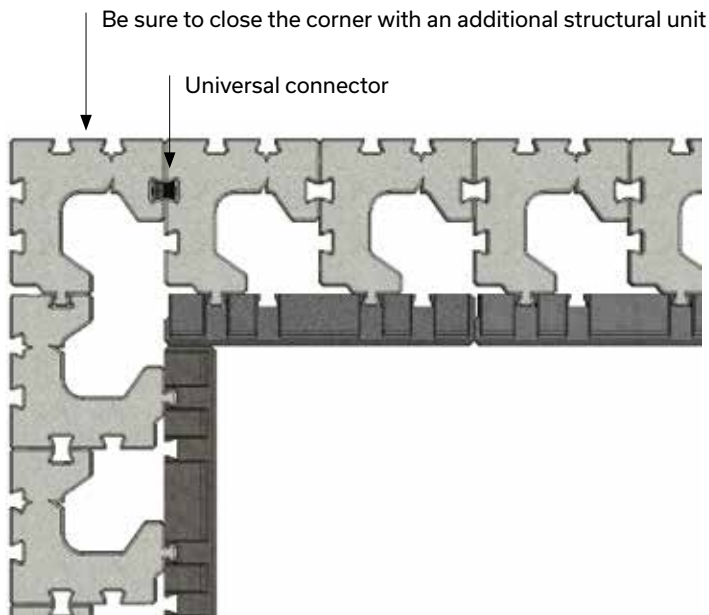 Be sure to close the corner with an additional structural unit
Universal connector